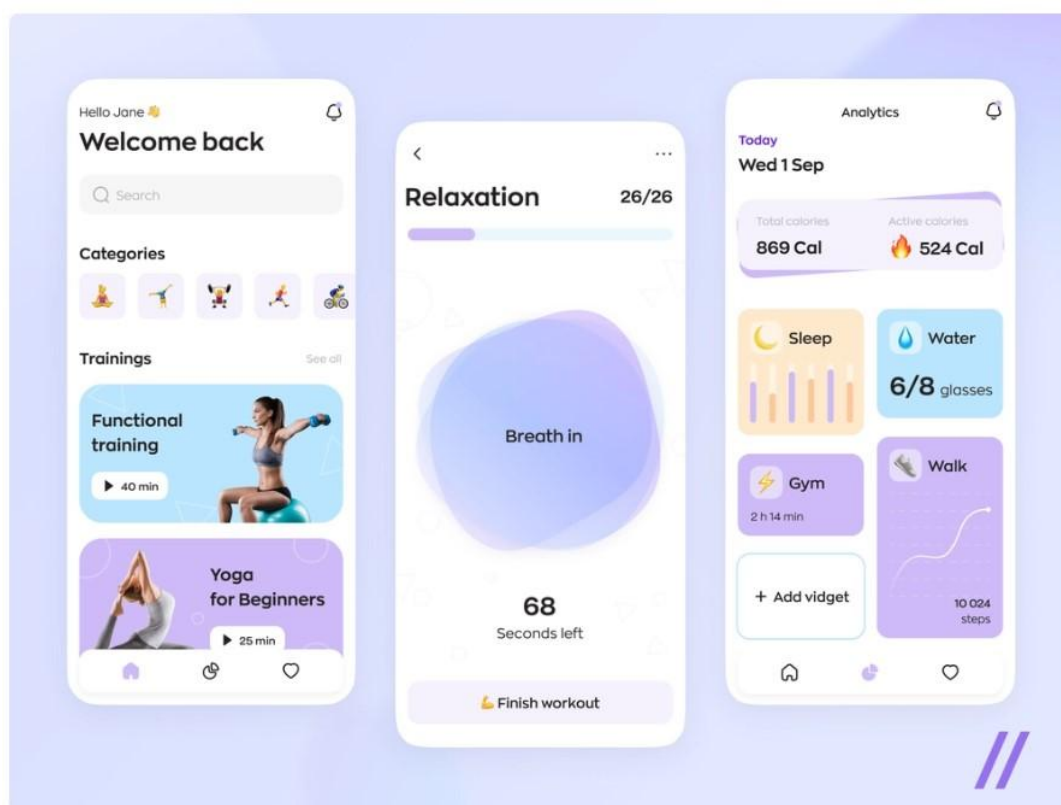 Hello Jane 👋
Welcome back
Search
Categories
Trainings
See all
Functional
training
40 min
Yoga
for Beginners
25 min
Relaxation
26/26
Breath in
68
Seconds left
💪 Finish workout
Analytics
Today
Wed 1 Sep
Total calories
Active calories
869 Cal
🔥 524 Cal
Sleep
Water
6/8 glasses
Gym
2 h 14 min
Walk
10 024
steps
+ Add vidget